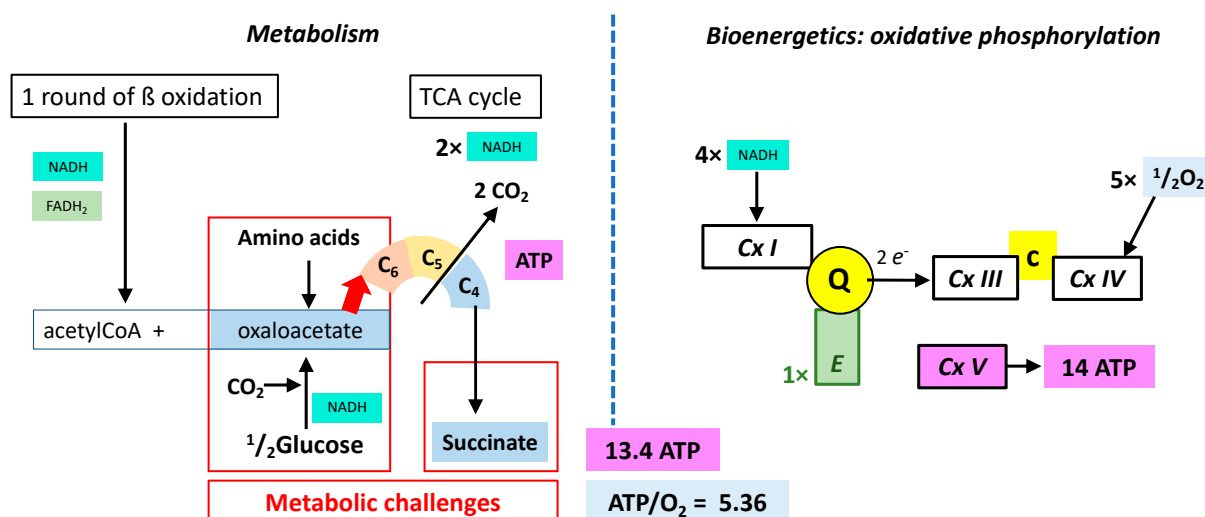 Metabolism
Bioenergetics: oxidative phosphorylation
1 round of ß oxidation
TCA cycle
NADH
FADH₂
2× NADH
2 CO₂
ATP
Amino acids
C₆
C₅
C₄
acetylCoA + oxaloacetate
CO₂
NADH
¹/₂Glucose
Succinate
Metabolic challenges
4× NADH
5× ¹/₂O₂
Cx I
Q
2 e⁻
Cx III
c
Cx IV
1× E
Cx V
14 ATP
13.4 ATP
ATP/O₂ = 5.36